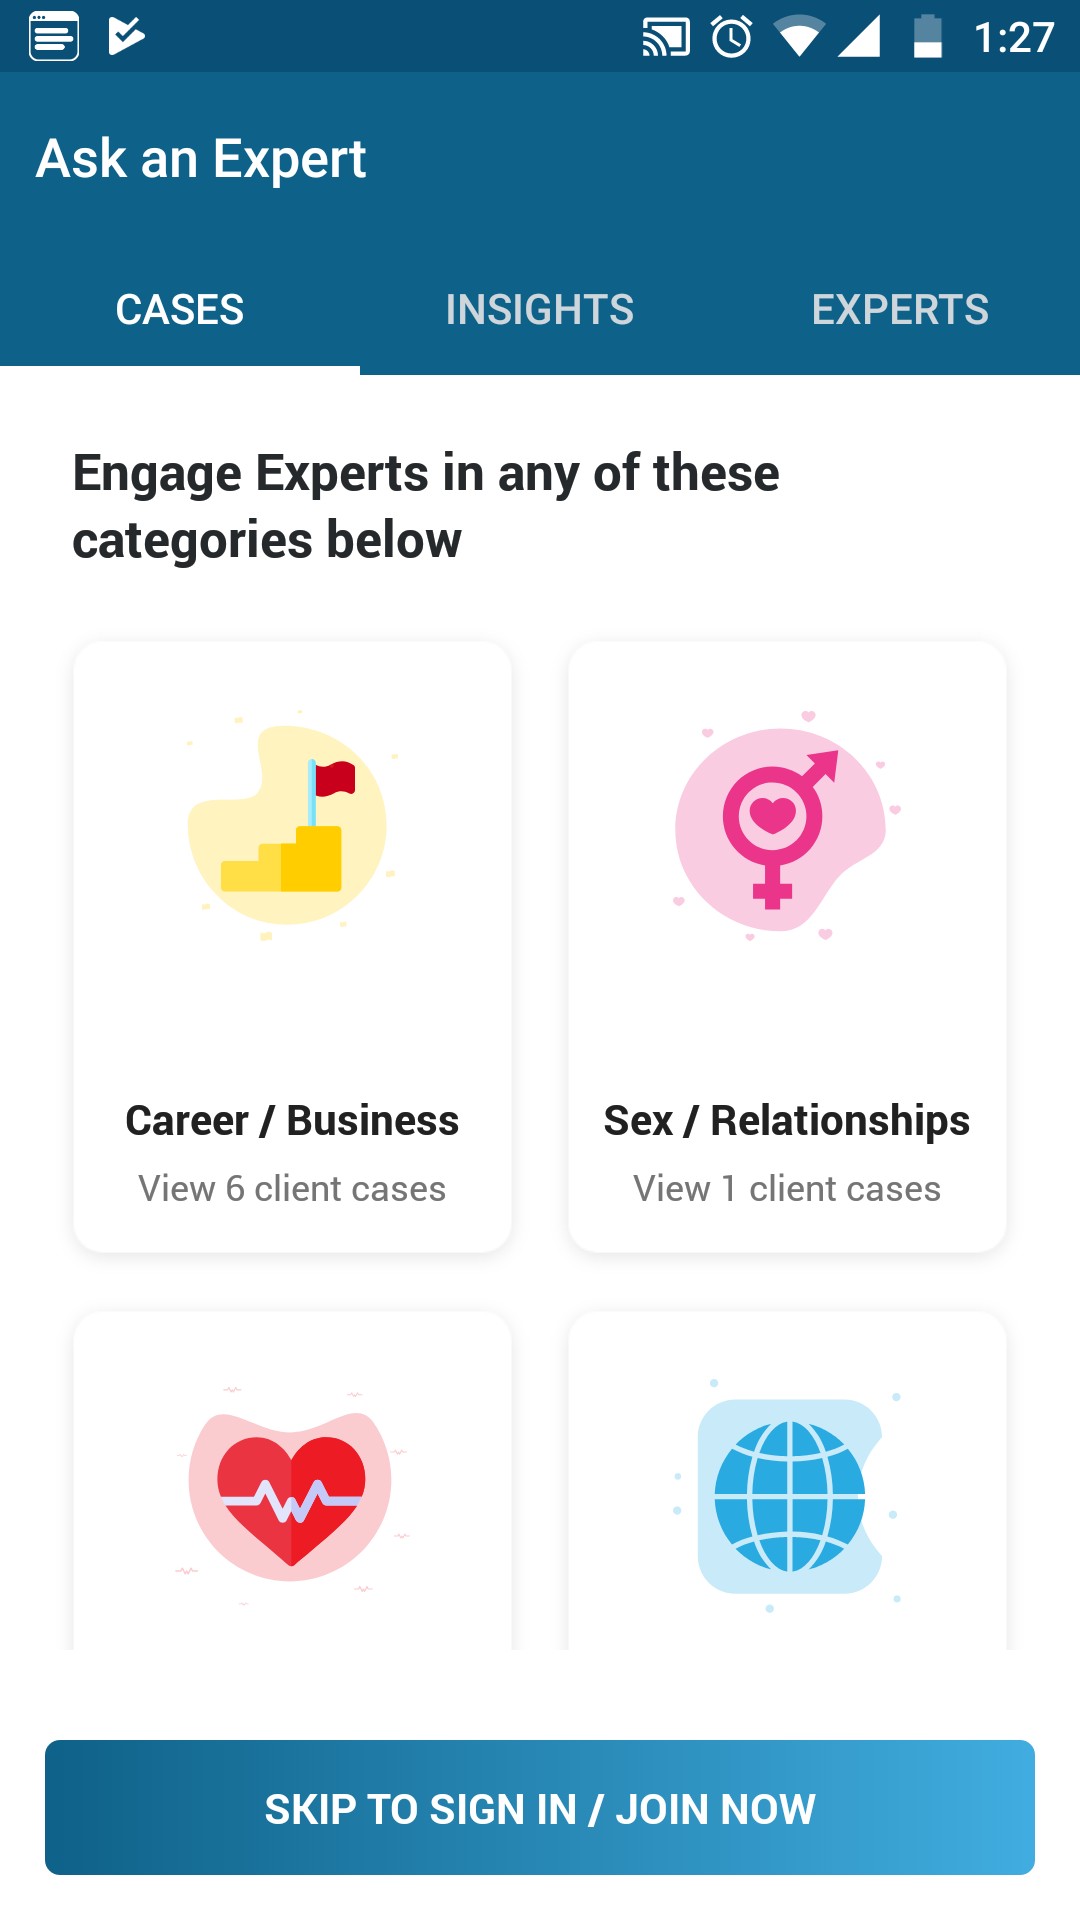 1:27
Ask an Expert
CASES INSIGHTS EXPERTS
Engage Experts in any of these
categories below
Career / Business
View 6 client cases
Sex / Relationships
View 1 client cases
SKIP TO SIGN IN / JOIN NOW